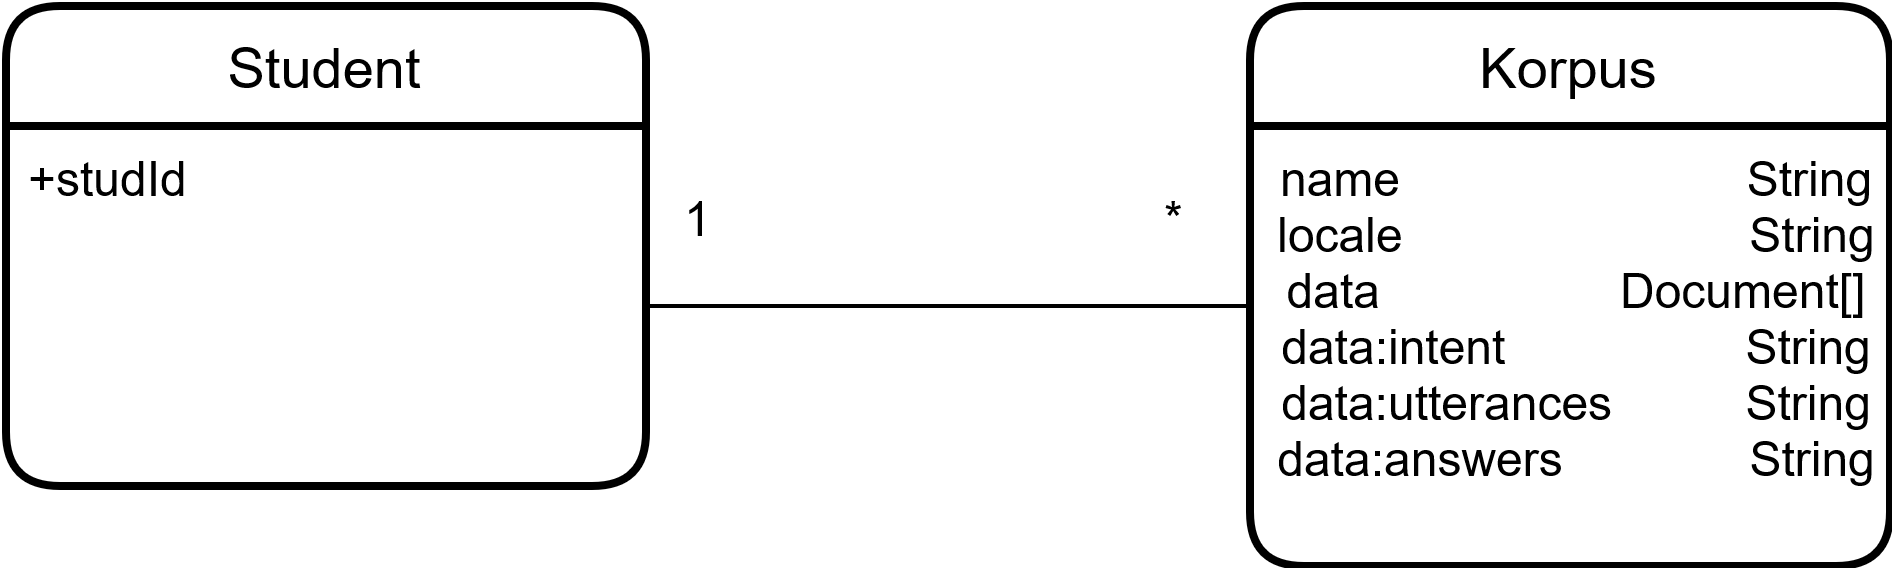 Student
+studId
1
*
Korpus
name String
locale String
data Document[]
data:intent String
data:utterances String
data:answers String